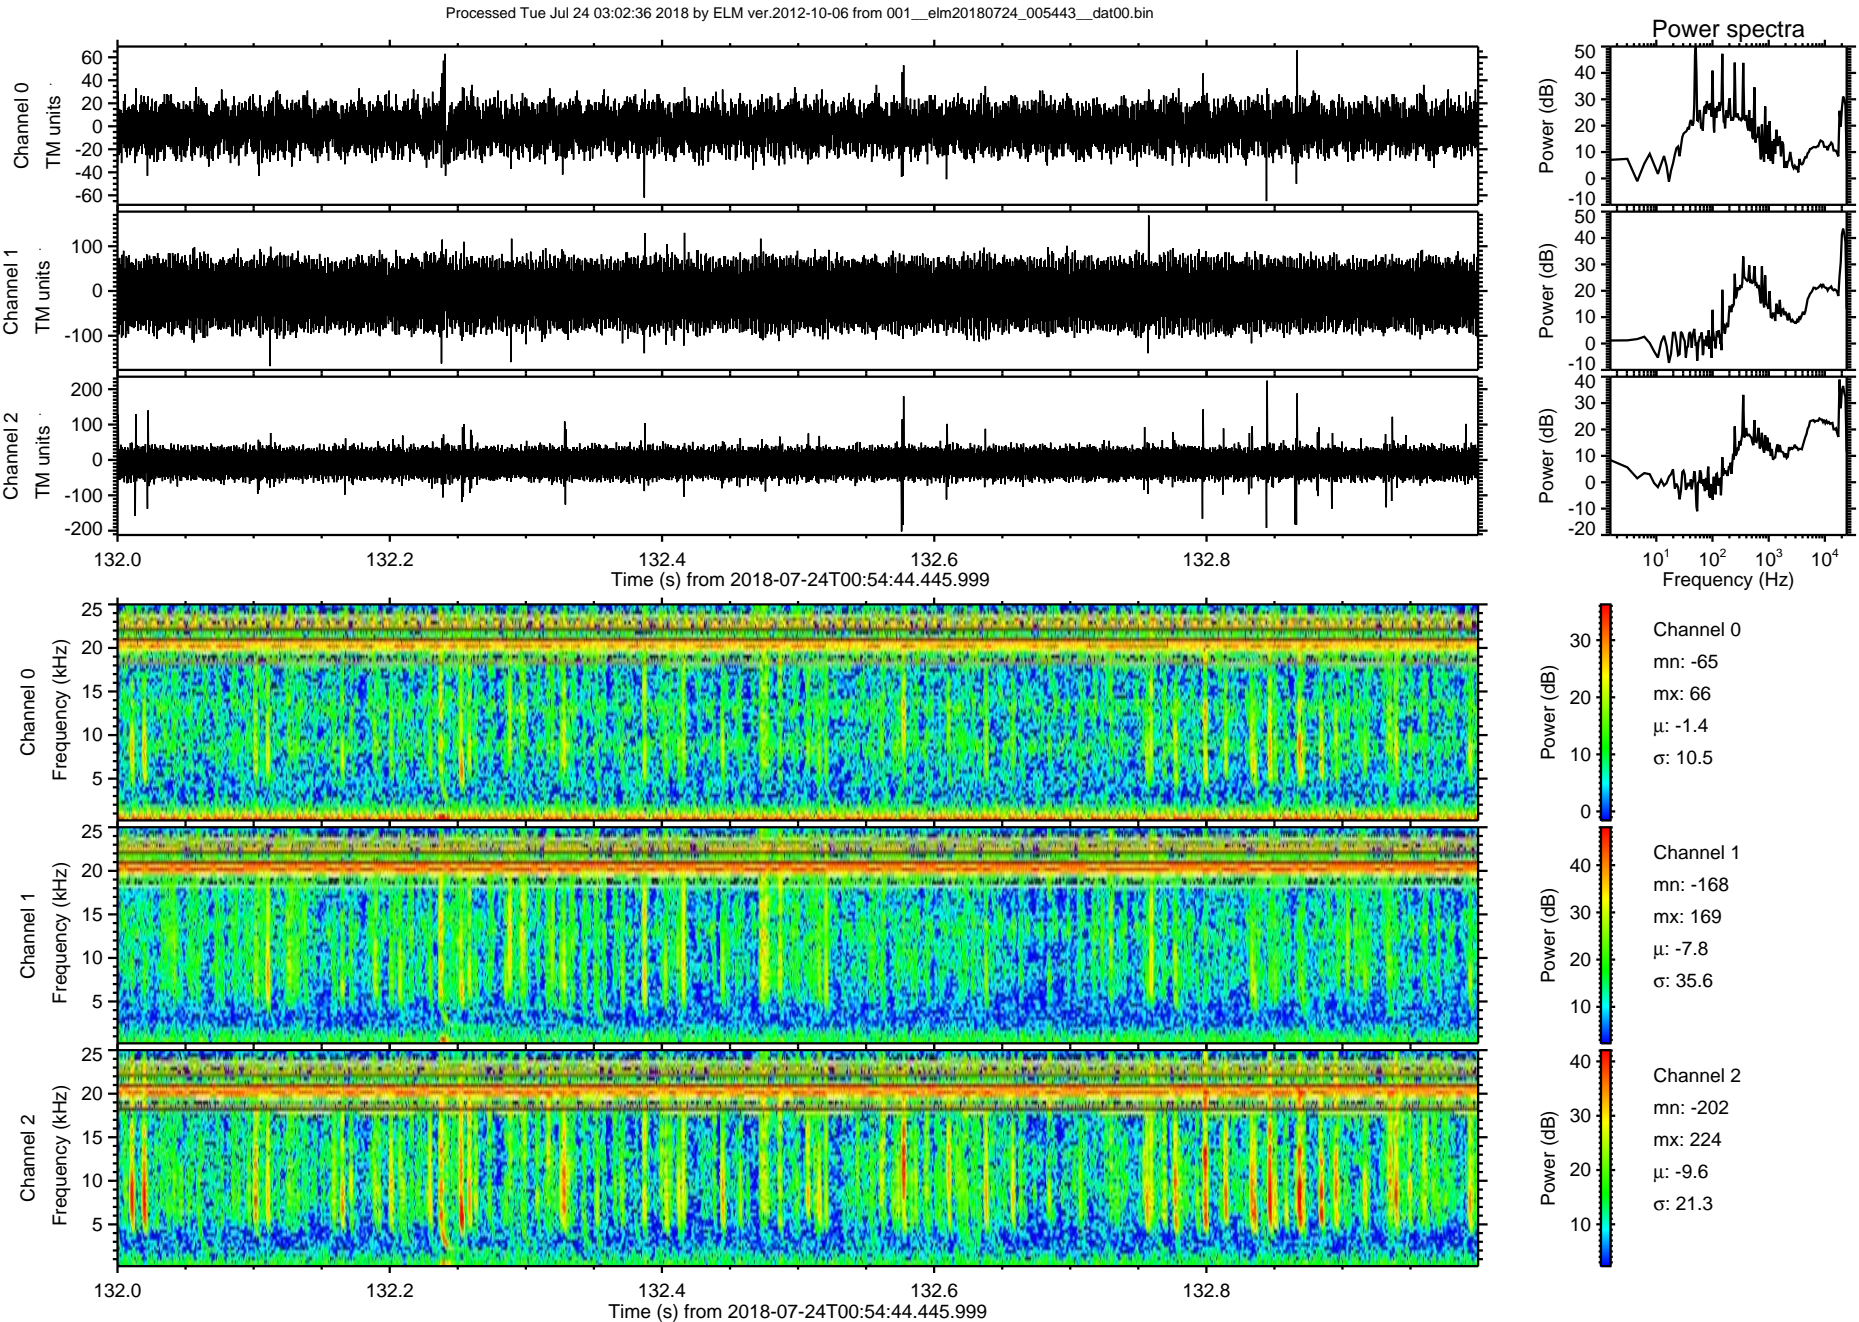 Processed Tue Jul 24 03:02:36 2018 by ELM ver.2012-10-06 from 001__elm20180724_005443__dat00.bin
Power spectra
Channel 0
TM units
60
40
20
0
-20
-40
-60
Power (dB)
50
40
30
20
10
0
-10
Channel 1
TM units
100
0
-100
Power (dB)
50
40
30
20
10
0
-10
Channel 2
TM units
200
100
0
-100
-200
Power (dB)
40
30
20
10
0
-10
-20
132.0 132.2 132.4 132.6 132.8
Time (s) from 2018-07-24T00:54:44.445.999
10^1 10^2 10^3 10^4
Frequency (Hz)
Channel 0
Frequency (kHz)
25
20
15
10
5
Power (dB)
30
20
10
0
Channel 0
mn: -65
mx: 66
μ: -1.4
σ: 10.5
Channel 1
Frequency (kHz)
25
20
15
10
5
Power (dB)
40
30
20
10
Channel 1
mn: -168
mx: 169
μ: -7.8
σ: 35.6
Channel 2
Frequency (kHz)
25
20
15
10
5
Power (dB)
40
30
20
10
Channel 2
mn: -202
mx: 224
μ: -9.6
σ: 21.3
132.0 132.2 132.4 132.6 132.8
Time (s) from 2018-07-24T00:54:44.445.999